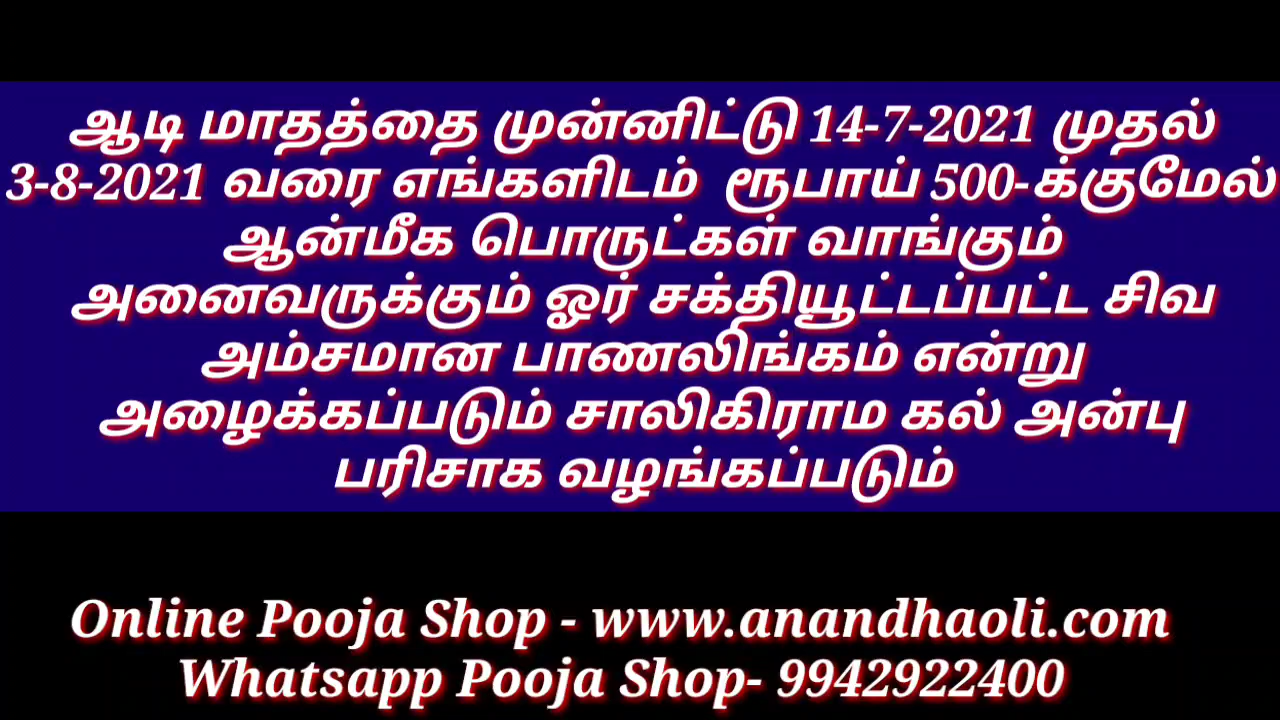 ஆடி மாதத்தை முன்னிட்டு 14-7-2021 முதல்
3-8-2021 வரை எங்களிடம் ரூபாய் 500-க்குமேல்
ஆன்மீக பொருட்கள் வாங்கும்
அனைவருக்கும் ஓர் சக்தியூட்டப்பட்ட சிவ
அம்சமான பாணலிங்கம் என்று
அழைக்கப்படும் சாலிகிராம கல் அன்பு
பரிசாக வழங்கப்படும்
Online Pooja Shop - www.anandhaoli.com
Whatsapp Pooja Shop- 9942922400